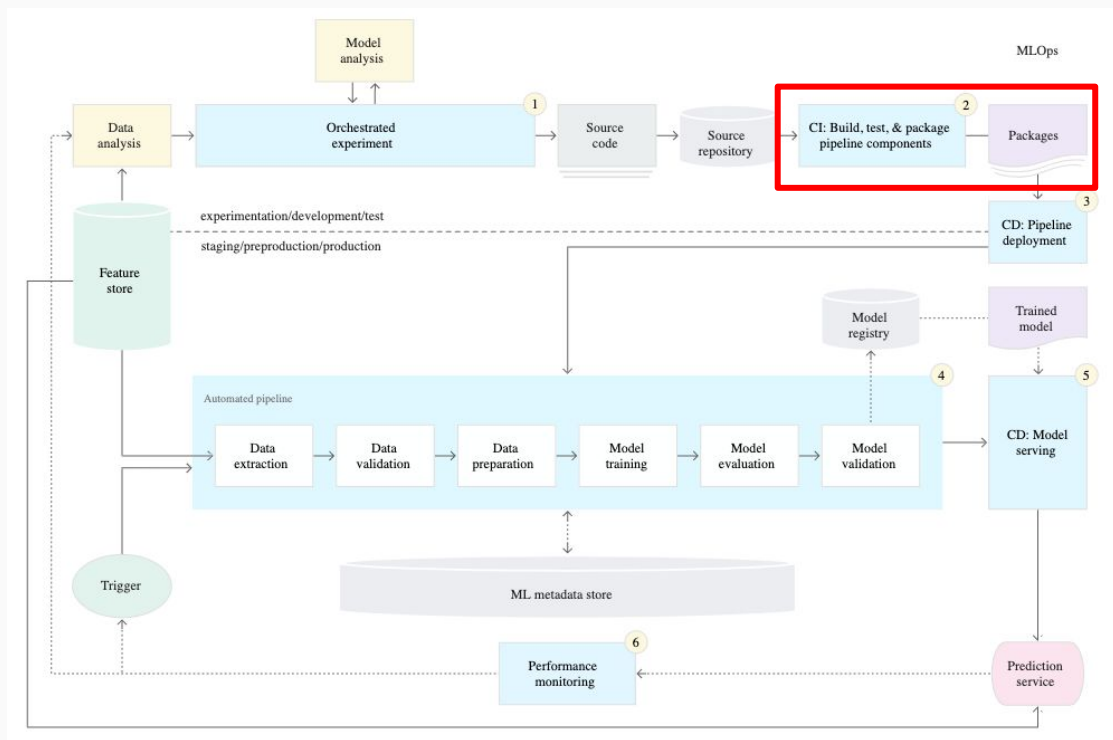 Model
analysis
MLOps
1
2
Data
analysis
Orchestrated
experiment
Source
code
Source
repository
CI: Build, test, & package
pipeline components
Packages
3
experimentation/development/test
staging/preproduction/production
CD: Pipeline
deployment
Feature
store
Model
registry
Trained
model
4
5
Automated pipeline
Data
extraction
Data
validation
Data
preparation
Model
training
Model
evaluation
Model
validation
CD: Model
serving
Trigger
ML metadata store
6
Performance
monitoring
Prediction
service